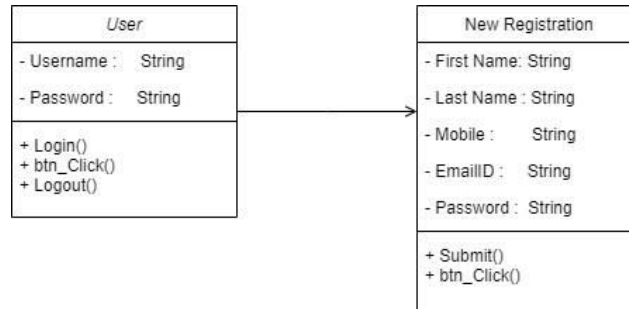 User
- Username : String
- Password : String
+ Login()
+ btn_Click()
+ Logout()
New Registration
- First Name: String
- Last Name : String
- Mobile : String
- EmailID : String
- Password : String
+ Submit()
+ btn_Click()